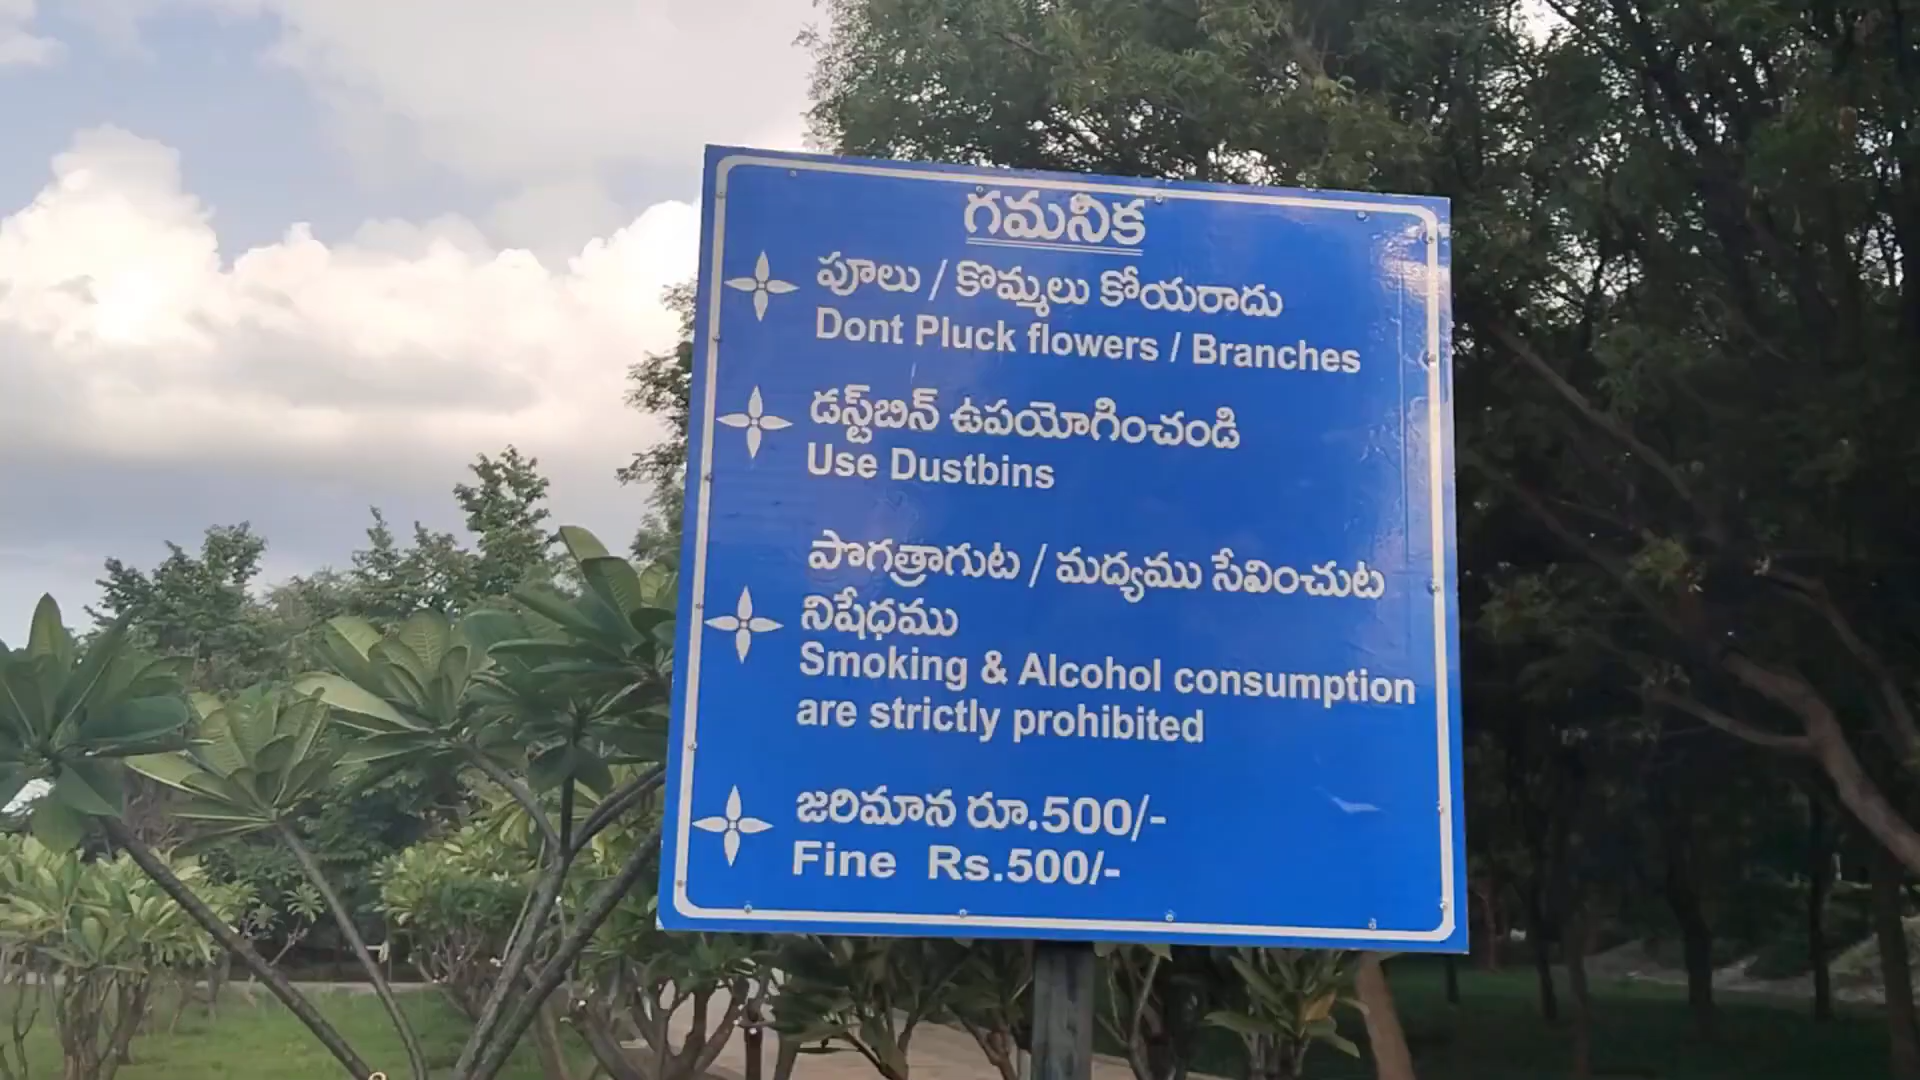 గమనిక
పూలు / కొమ్మలు కోయరాదు
Dont Pluck flowers / Branches
డస్ట్‌బిన్ ఉపయోగించండి
Use Dustbins
పొగత్రాగుట / మద్యము సేవించుట
నిషేధము
Smoking & Alcohol consumption
are strictly prohibited
జరిమాన రూ.500/-
Fine Rs.500/-